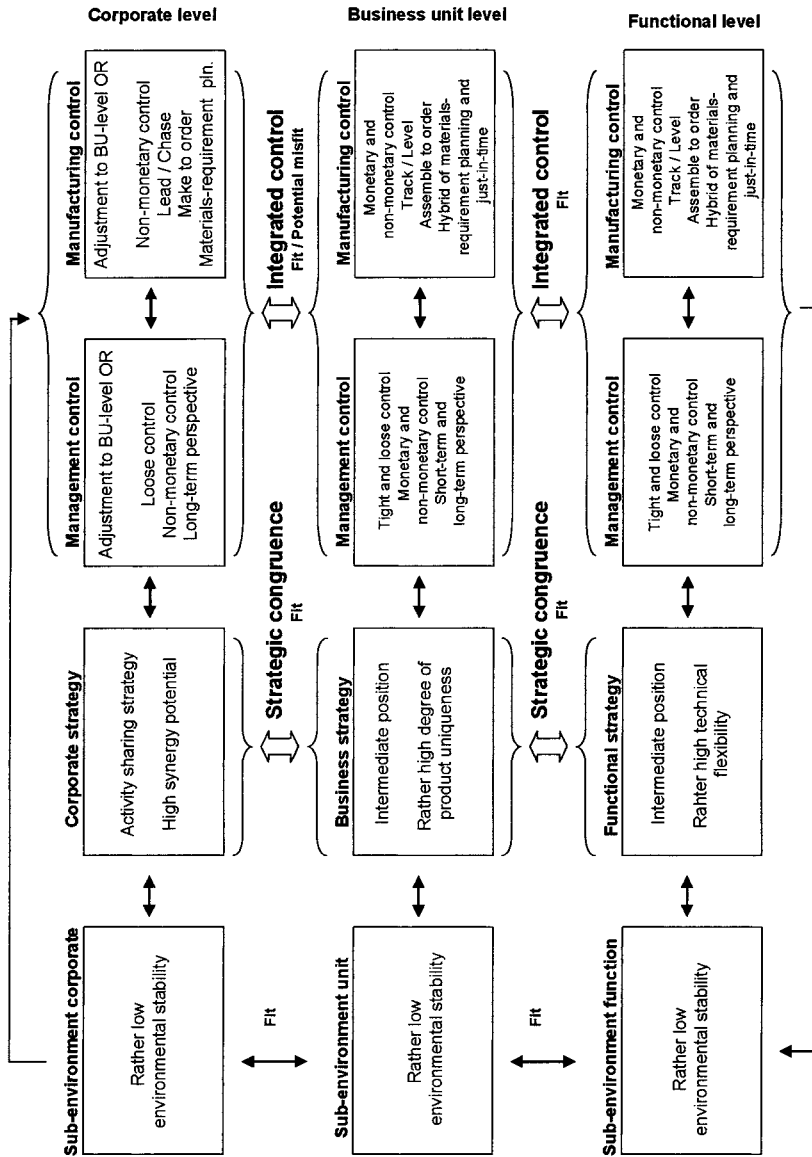 Corporate level
Sub-environment corporate
Rather low
environmental stability
Corporate strategy
Activity sharing strategy
High synergy potential
Management control
Adjustment to BU-level OR
Loose control
Non-monetary control
Long-term perspective
Manufacturing control
Adjustment to BU-level OR
Non-monetary control
Lead / Chase
Make to order
Materials-requirement pln.
Fit
Strategic congruence
Fit
Integrated control
Fit / Potential misfit
Business unit level
Sub-environment unit
Rather low
environmental stability
Business strategy
Intermediate position
Rather high degree of
product uniqueness
Management control
Tight and loose control
Monetary and
non-monetary control
Short-term and
long-term perspective
Manufacturing control
Monetary and
non-monetary control
Track / Level
Assemble to order
Hybrid of materials-
requirement planning and
just-in-time
Fit
Strategic congruence
Fit
Integrated control
Fit
Functional level
Sub-environment function
Rather low
environmental stability
Functional strategy
Intermediate position
Rahter high technical
flexibility
Management control
Tight and loose control
Monetary and
non-monetary control
Short-term and
long-term perspective
Manufacturing control
Monetary and
non-monetary control
Track / Level
Assemble to order
Hybrid of materials-
requirement planning and
just-in-time